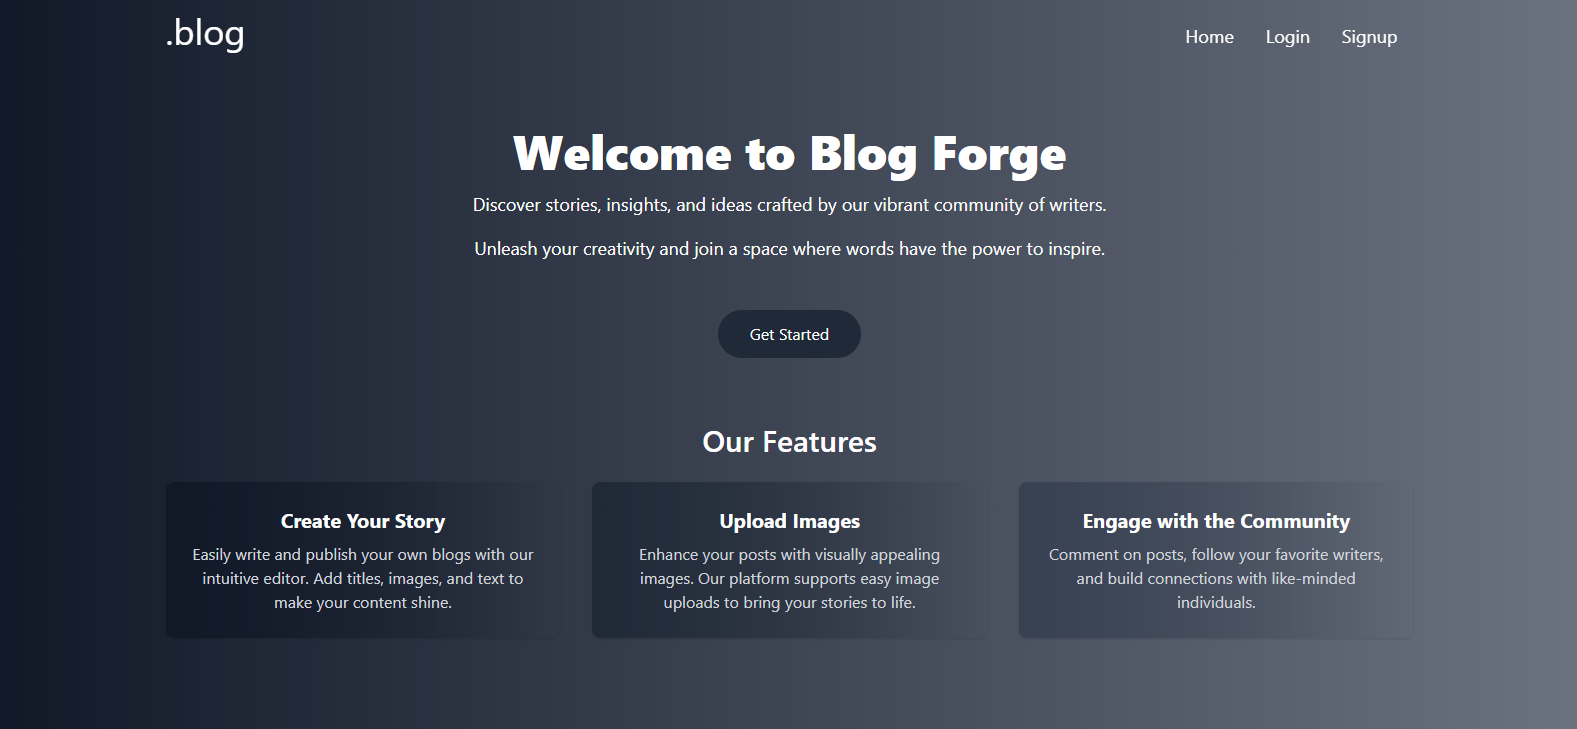 .blog
Home Login Signup
Welcome to Blog Forge
Discover stories, insights, and ideas crafted by our vibrant community of writers.
Unleash your creativity and join a space where words have the power to inspire.
Get Started
Our Features
Create Your Story
Easily write and publish your own blogs with our
intuitive editor. Add titles, images, and text to
make your content shine.
Upload Images
Enhance your posts with visually appealing
images. Our platform supports easy image
uploads to bring your stories to life.
Engage with the Community
Comment on posts, follow your favorite writers,
and build connections with like-minded
individuals.